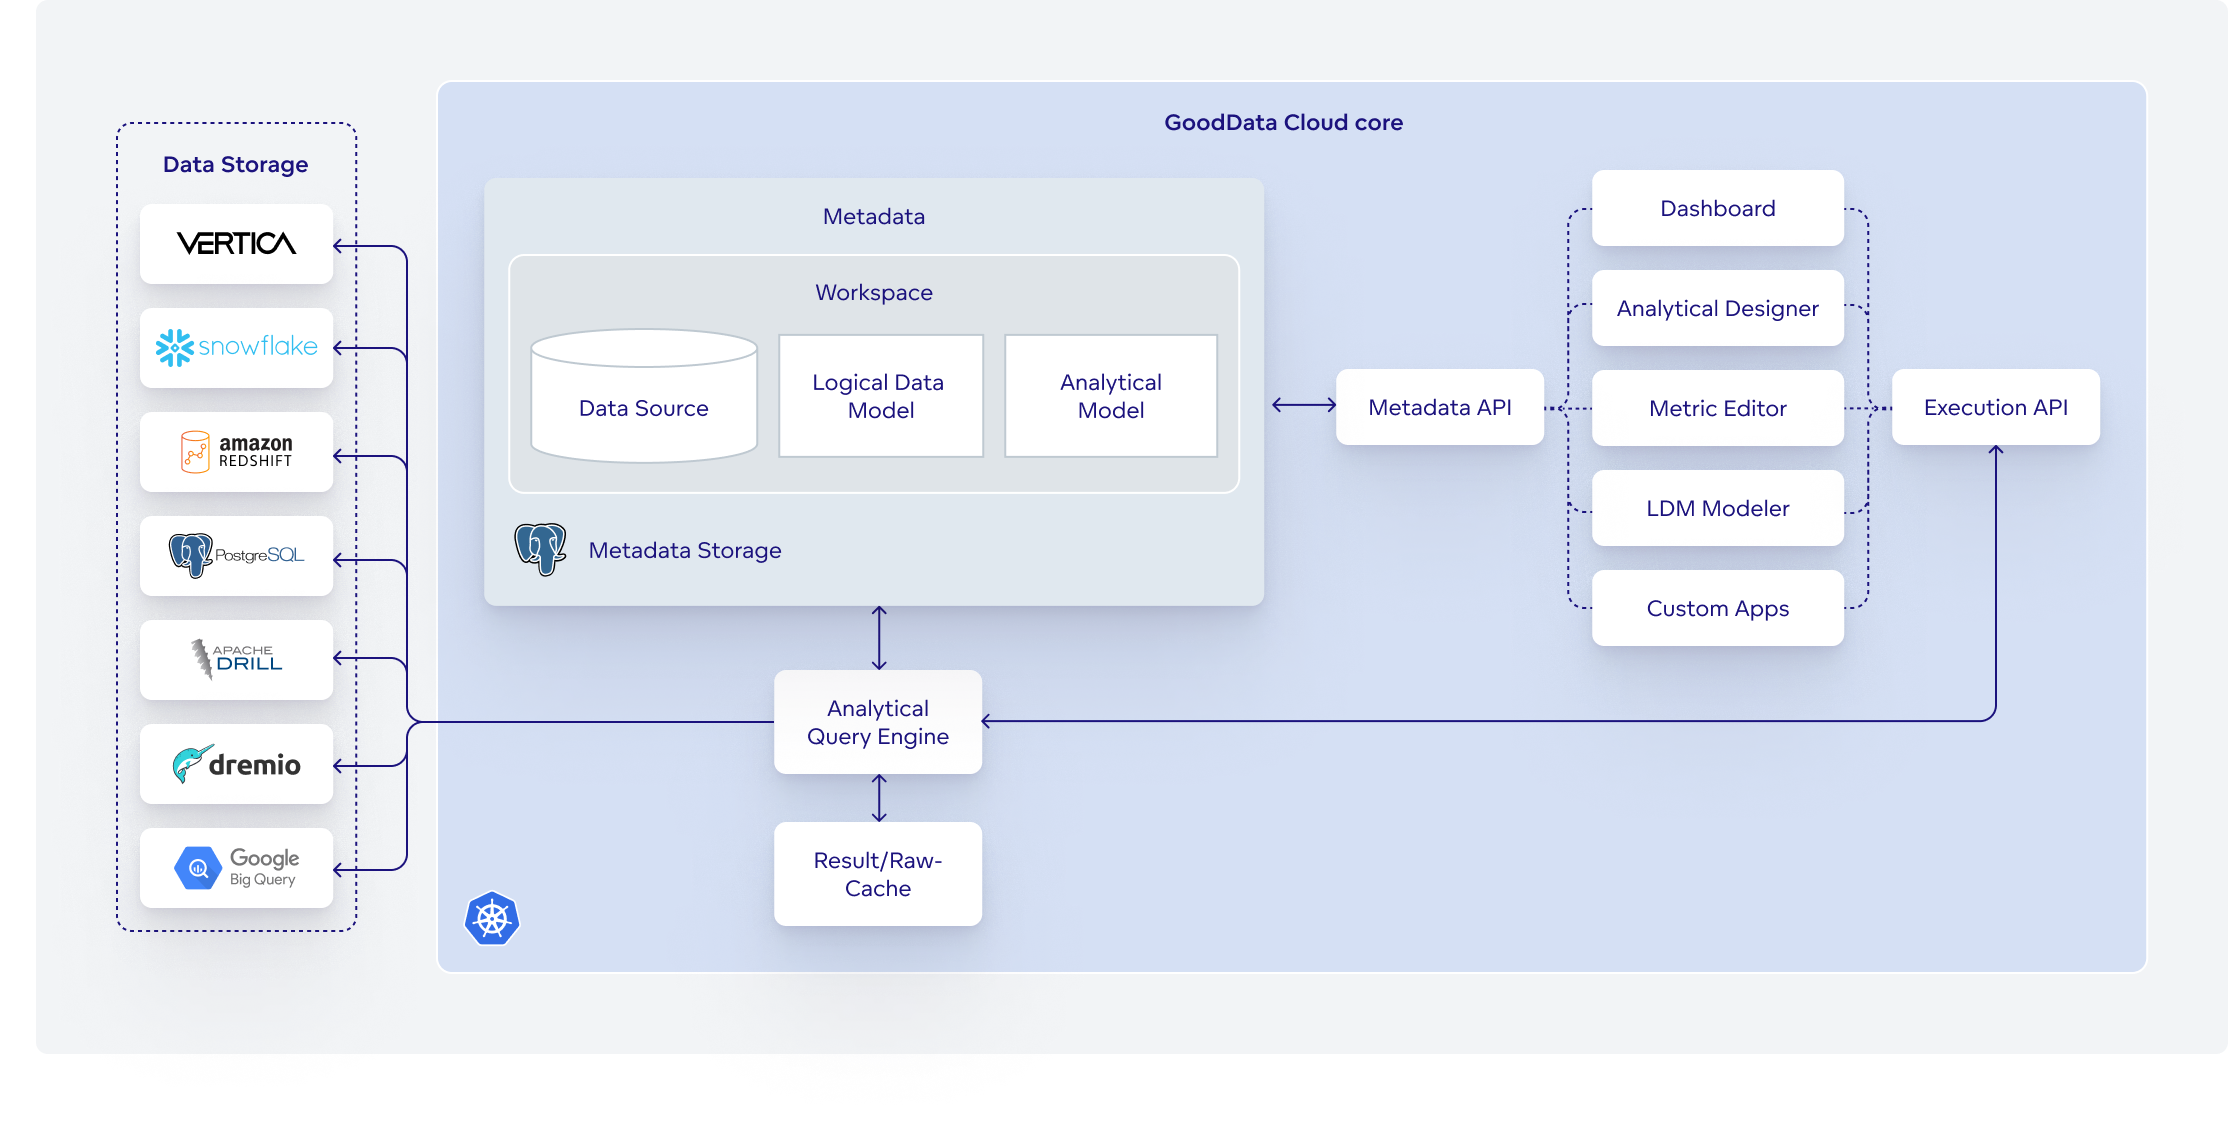 GoodData Cloud core
Data Storage
VERTICA
snowflake
amazon
REDSHIFT
PostgreSQL
APACHE
DRILL
dremio
Google
Big Query
Metadata
Workspace
Data Source
Logical Data
Model
Analytical
Model
Metadata Storage
Analytical
Query Engine
Result/Raw-
Cache
Metadata API
Dashboard
Analytical Designer
Metric Editor
LDM Modeler
Custom Apps
Execution API